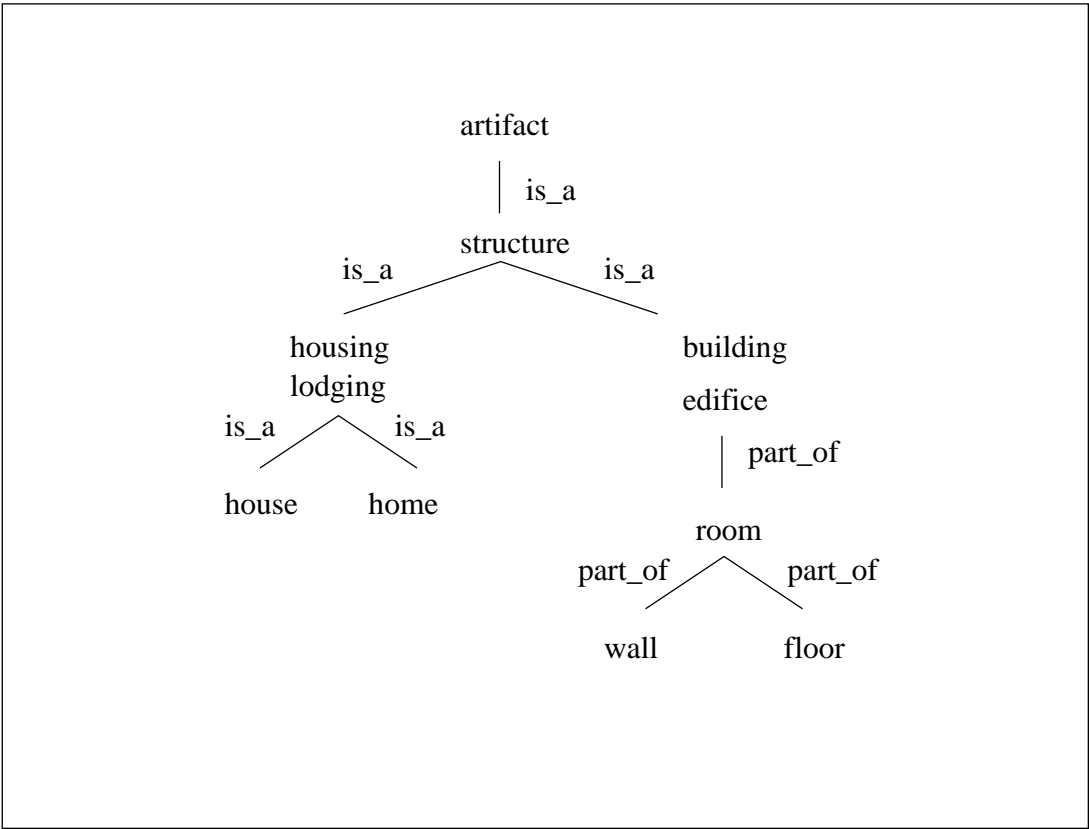 artifact
is_a
structure
is_a is_a
housing building
lodging edifice
is_a is_a
part_of
house home
room
part_of part_of
wall floor